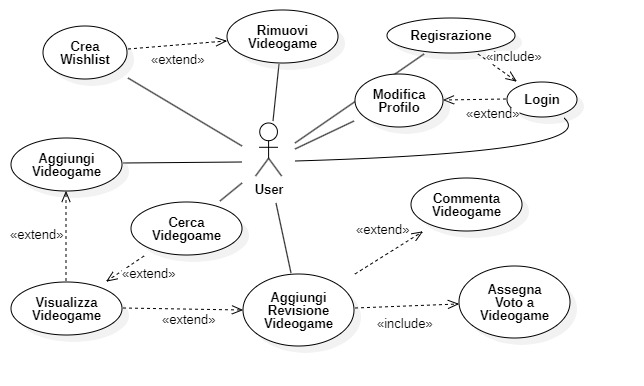 Crea
Wishlist
«extend»
Rimuovi
Videogame
Regisrazione
«include»
Modifica
Profilo
Login
«extend»
Aggiungi
Videogame
User
«extend»
Cerca
Videgoame
«extend»
Commenta
Videogame
«extend»
Visualizza
Videogame
«extend»
Aggiungi
Revisione
Videogame
«include»
Assegna
Voto a
Videogame